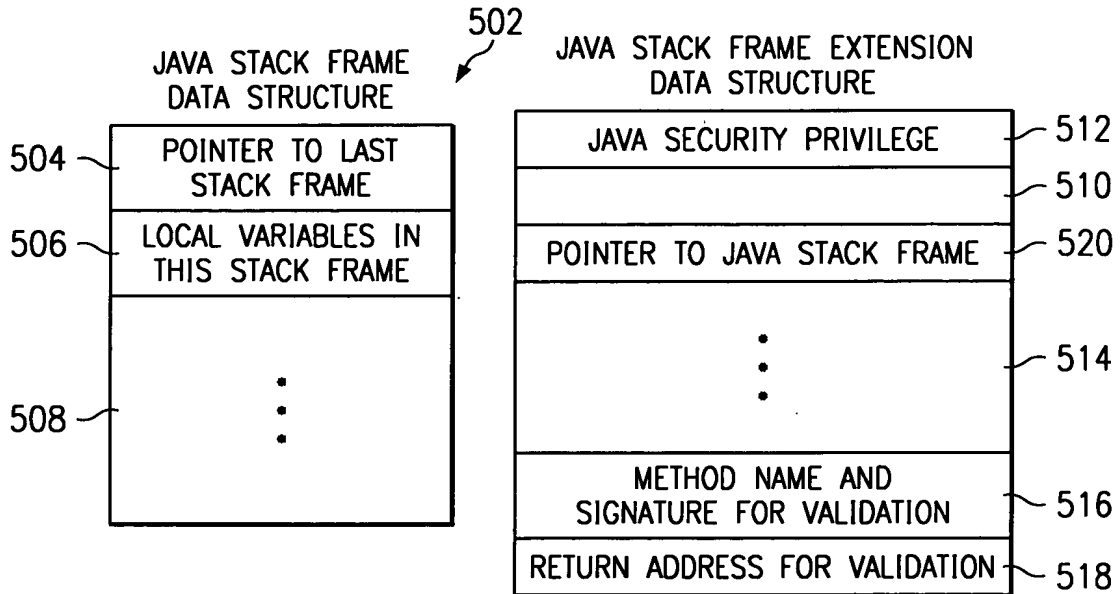 502
JAVA STACK FRAME
DATA STRUCTURE
504
POINTER TO LAST
STACK FRAME
506
LOCAL VARIABLES IN
THIS STACK FRAME
508
JAVA STACK FRAME EXTENSION
DATA STRUCTURE
JAVA SECURITY PRIVILEGE
512
510
POINTER TO JAVA STACK FRAME
520
514
METHOD NAME AND
SIGNATURE FOR VALIDATION
516
RETURN ADDRESS FOR VALIDATION
518